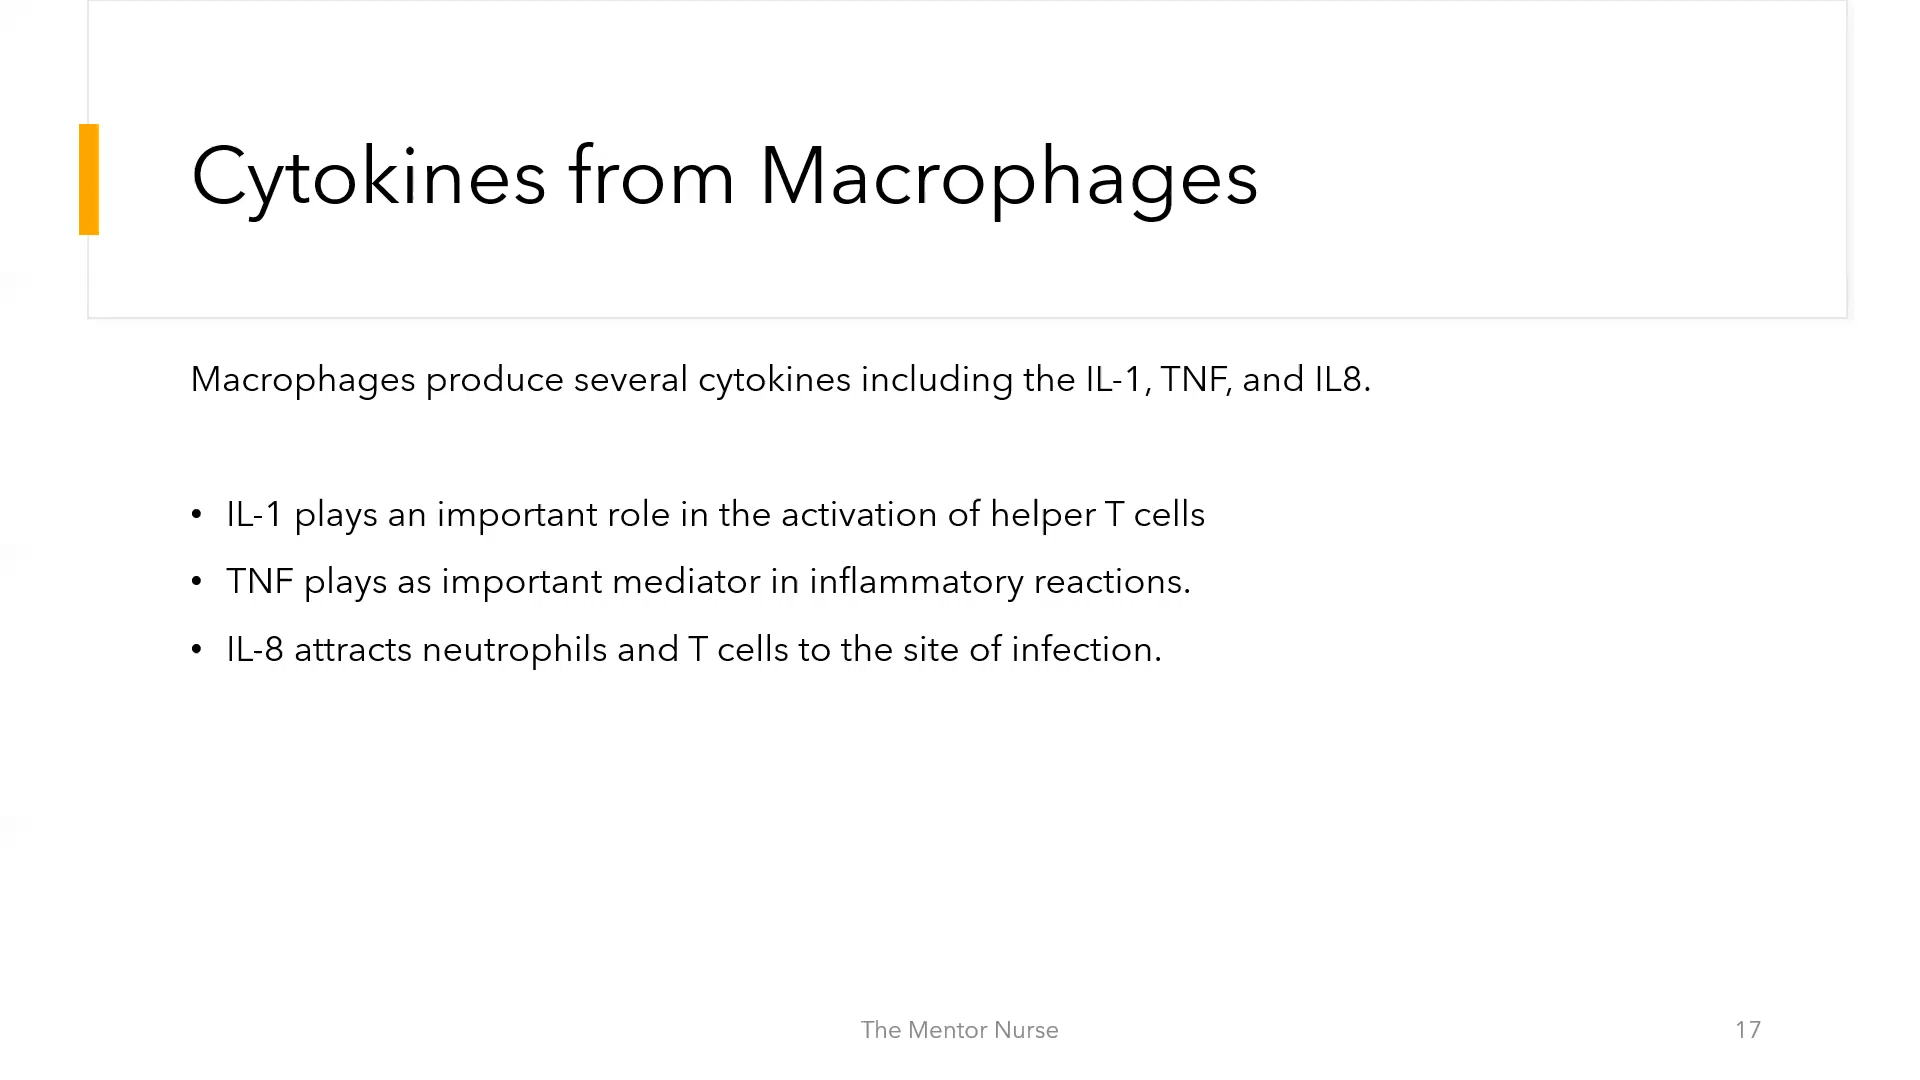 Cytokines from Macrophages
Macrophages produce several cytokines including the IL-1, TNF, and IL8.
• IL-1 plays an important role in the activation of helper T cells
• TNF plays as important mediator in inflammatory reactions.
• IL-8 attracts neutrophils and T cells to the site of infection.
The Mentor Nurse
17